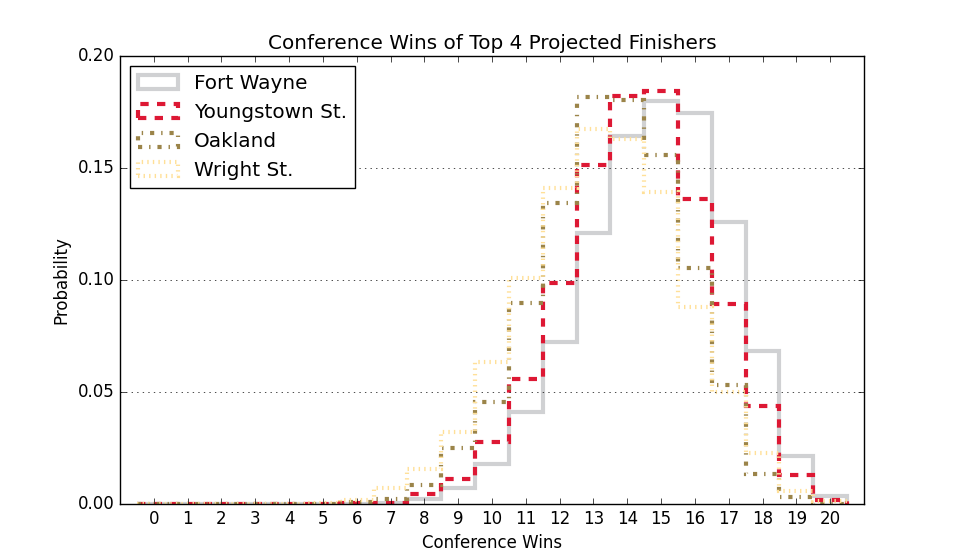 Conference Wins of Top 4 Projected Finishers
Fort Wayne
Youngstown St.
Oakland
Wright St.
Probability
0.20
0.15
0.10
0.05
0.00
0 1 2 3 4 5 6 7 8 9 10 11 12 13 14 15 16 17 18 19 20
Conference Wins